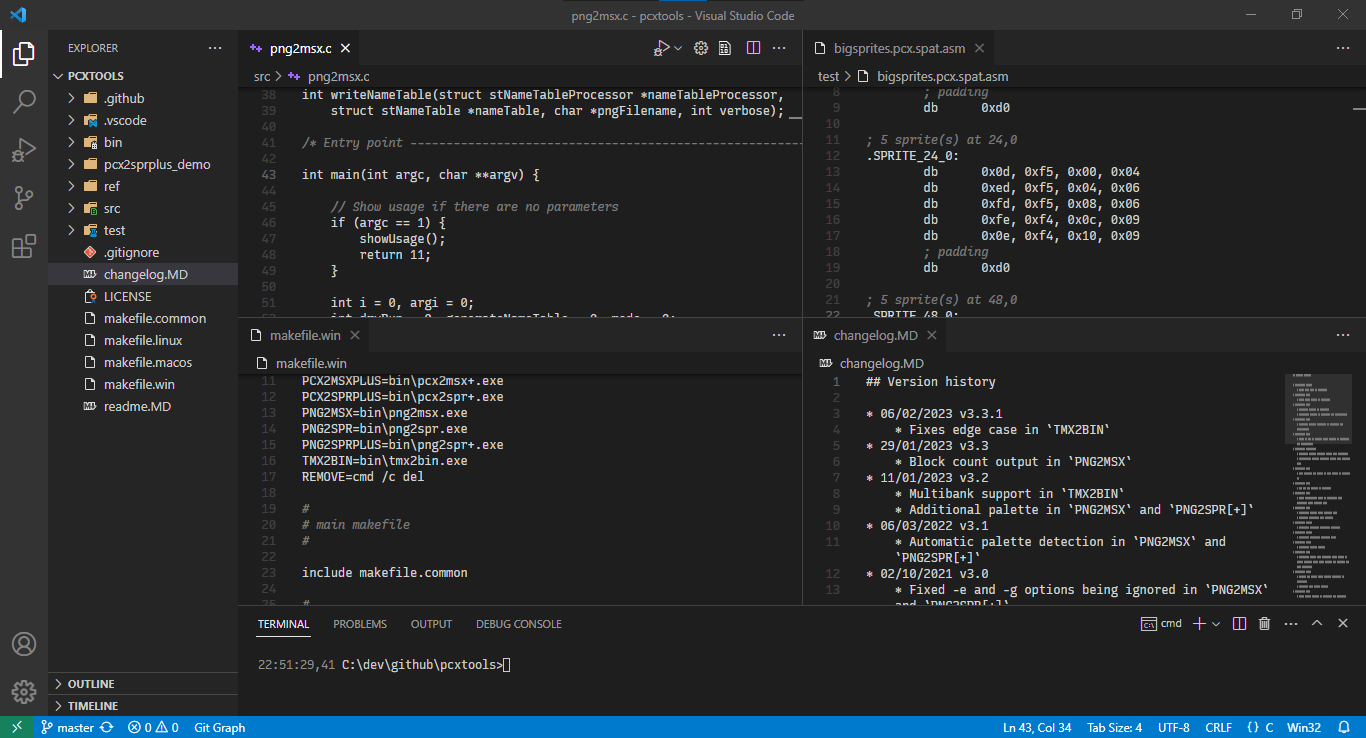 png2msx.c - pcxtools - Visual Studio Code
EXPLORER
PCXTOOLS
.github
.vscode
bin
pcx2sprplus_demo
ref
src
test
.gitignore
changelog.MD
LICENSE
makefile.common
makefile.linux
makefile.macos
makefile.win
readme.MD
OUTLINE
TIMELINE
png2msx.c
src > png2msx.c
38 int writeNameTable(struct stNameTableProcessor *nameTableProcessor,
39     struct stNameTable *nameTable, char *pngFilename, int verbose);
40
41 /* Entry point ------------------------------------------------------
42
43 int main(int argc, char **argv) {
44
45     // Show usage if there are no parameters
46     if (argc == 1) {
47         showUsage();
48         return 11;
49     }
50
51     int i = 0, argi = 0;
bigsprites.pcx.spat.asm
test > bigsprites.pcx.spat.asm
8 ; padding
9 db 0xd0
10
11 ; 5 sprite(s) at 24,0
12 .SPRITE_24_0:
13 db 0x0d, 0xf5, 0x00, 0x04
14 db 0xed, 0xf5, 0x04, 0x06
15 db 0xfd, 0xf5, 0x08, 0x06
16 db 0xfe, 0xf4, 0x0c, 0x09
17 db 0x0e, 0xf4, 0x10, 0x09
18 ; padding
19 db 0xd0
20
21 ; 5 sprite(s) at 48,0
22 .SPRITE_48_0:
makefile.win
makefile.win
11 PCX2MSXPLUS=bin\pcx2msx+.exe
12 PCX2SPRPLUS=bin\pcx2spr+.exe
13 PNG2MSX=bin\png2msx.exe
14 PNG2SPR=bin\png2spr.exe
15 PNG2SPRPLUS=bin\png2spr+.exe
16 TMX2BIN=bin\tmx2bin.exe
17 REMOVE=cmd /c del
18
19 #
20 # main makefile
21 #
22
23 include makefile.common
24
25 #
changelog.MD
changelog.MD
1 ## Version history
2
3 * 06/02/2023 v3.3.1
4     * Fixes edge case in `TMX2BIN`
5 * 29/01/2023 v3.3
6     * Block count output in `PNG2MSX`
7 * 11/01/2023 v3.2
8     * Multibank support in `TMX2BIN`
9     * Additional palette in `PNG2MSX` and `PNG2SPR[+]`
10 * 06/03/2022 v3.1
11     * Automatic palette detection in `PNG2MSX` and
`PNG2SPR[+]`
12 * 02/10/2021 v3.0
13     * Fixed -e and -g options being ignored in `PNG2MSX`
and `PNG2SPR[+]`
TERMINAL PROBLEMS OUTPUT DEBUG CONSOLE
cmd
22:51:29,41 C:\dev\github\pcxtools>
master 0 0 Git Graph
Ln 43, Col 34 Tab Size: 4 UTF-8 CRLF {} C Win32